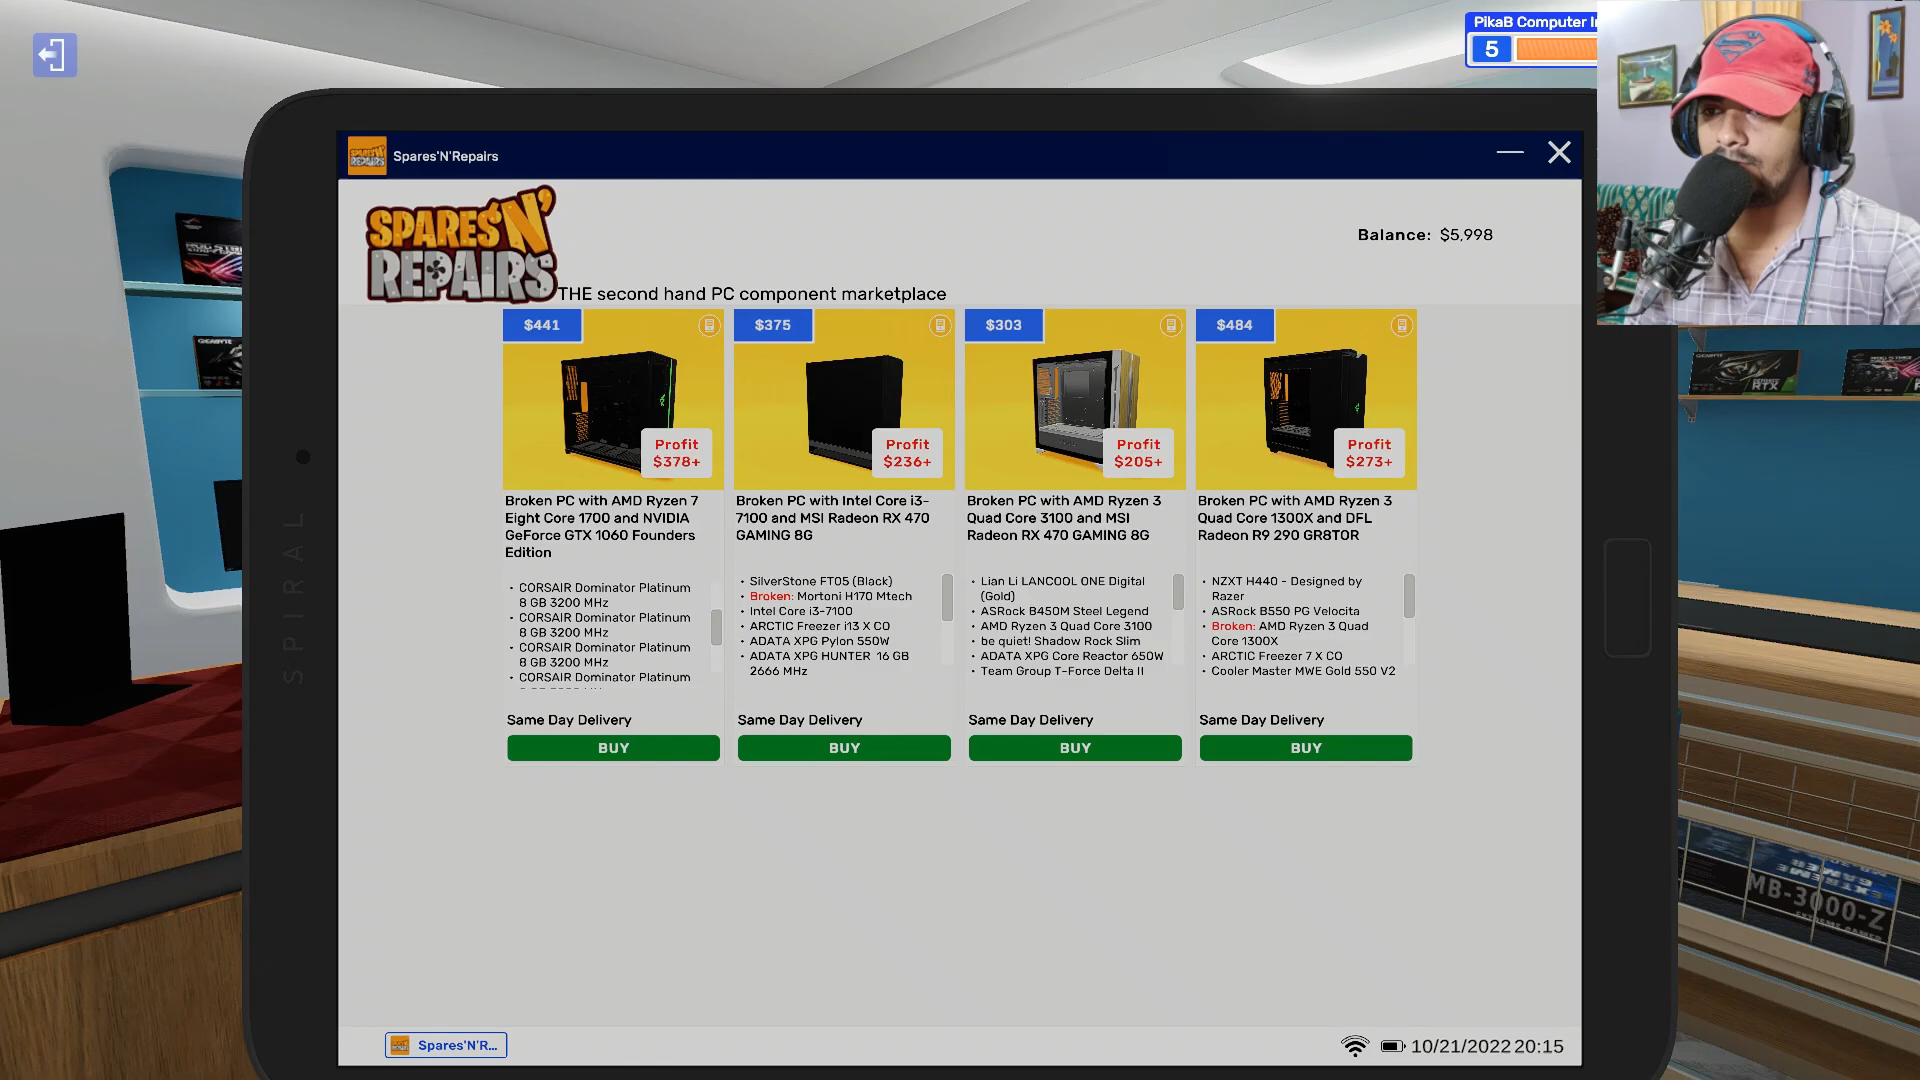 PikaB Computer
5
Spares'N'Repairs
SPARES'N'
REPAIRS
THE second hand PC component marketplace
Balance: $5,998
$441
Profit
$378+
Broken PC with AMD Ryzen 7
Eight Core 1700 and NVIDIA
GeForce GTX 1060 Founders
Edition
• CORSAIR Dominator Platinum
8 GB 3200 MHz
• CORSAIR Dominator Platinum
8 GB 3200 MHz
• CORSAIR Dominator Platinum
8 GB 3200 MHz
• CORSAIR Dominator Platinum
Same Day Delivery
BUY
$375
Profit
$236+
Broken PC with Intel Core i3-
7100 and MSI Radeon RX 470
GAMING 8G
• SilverStone FT05 (Black)
• Broken: Mortoni H170 Mtech
• Intel Core i3-7100
• ARCTIC Freezer i13 X CO
• ADATA XPG Pylon 550W
• ADATA XPG HUNTER 16 GB
2666 MHz
Same Day Delivery
BUY
$303
Profit
$205+
Broken PC with AMD Ryzen 3
Quad Core 3100 and MSI
Radeon RX 470 GAMING 8G
• Lian Li LANCOOL ONE Digital
(Gold)
• ASRock B450M Steel Legend
• AMD Ryzen 3 Quad Core 3100
• be quiet! Shadow Rock Slim
• ADATA XPG Core Reactor 650W
• Team Group T-Force Delta II
Same Day Delivery
BUY
$484
Profit
$273+
Broken PC with AMD Ryzen 3
Quad Core 1300X and DFL
Radeon R9 290 GR8TOR
• NZXT H440 - Designed by
Razer
• ASRock B550 PG Velocita
• Broken: AMD Ryzen 3 Quad
Core 1300X
• ARCTIC Freezer 7 X CO
• Cooler Master MWE Gold 550 V2
Same Day Delivery
BUY
SPIRAL
GIGABYTE
GIGABYTE
RTX
EXTREME
GAMER
MB-3000-Z
EXTREME GAMER
Spares'N'R...
10/21/2022 20:15